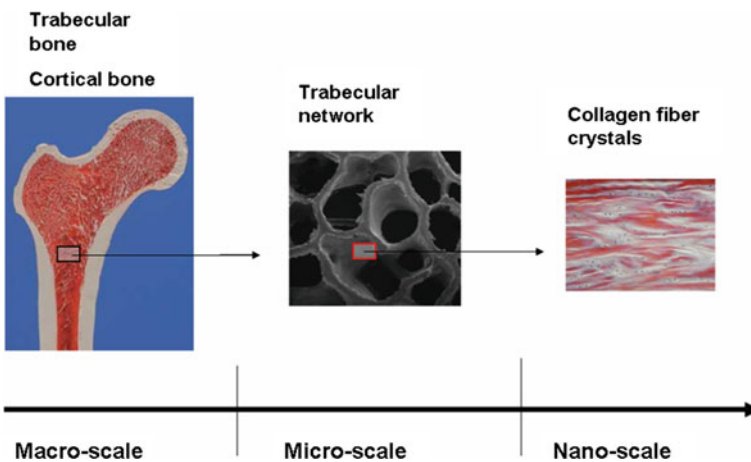 Trabecular
bone
Cortical bone
Trabecular
network
Collagen fiber
crystals
Macro-scale
Micro-scale
Nano-scale